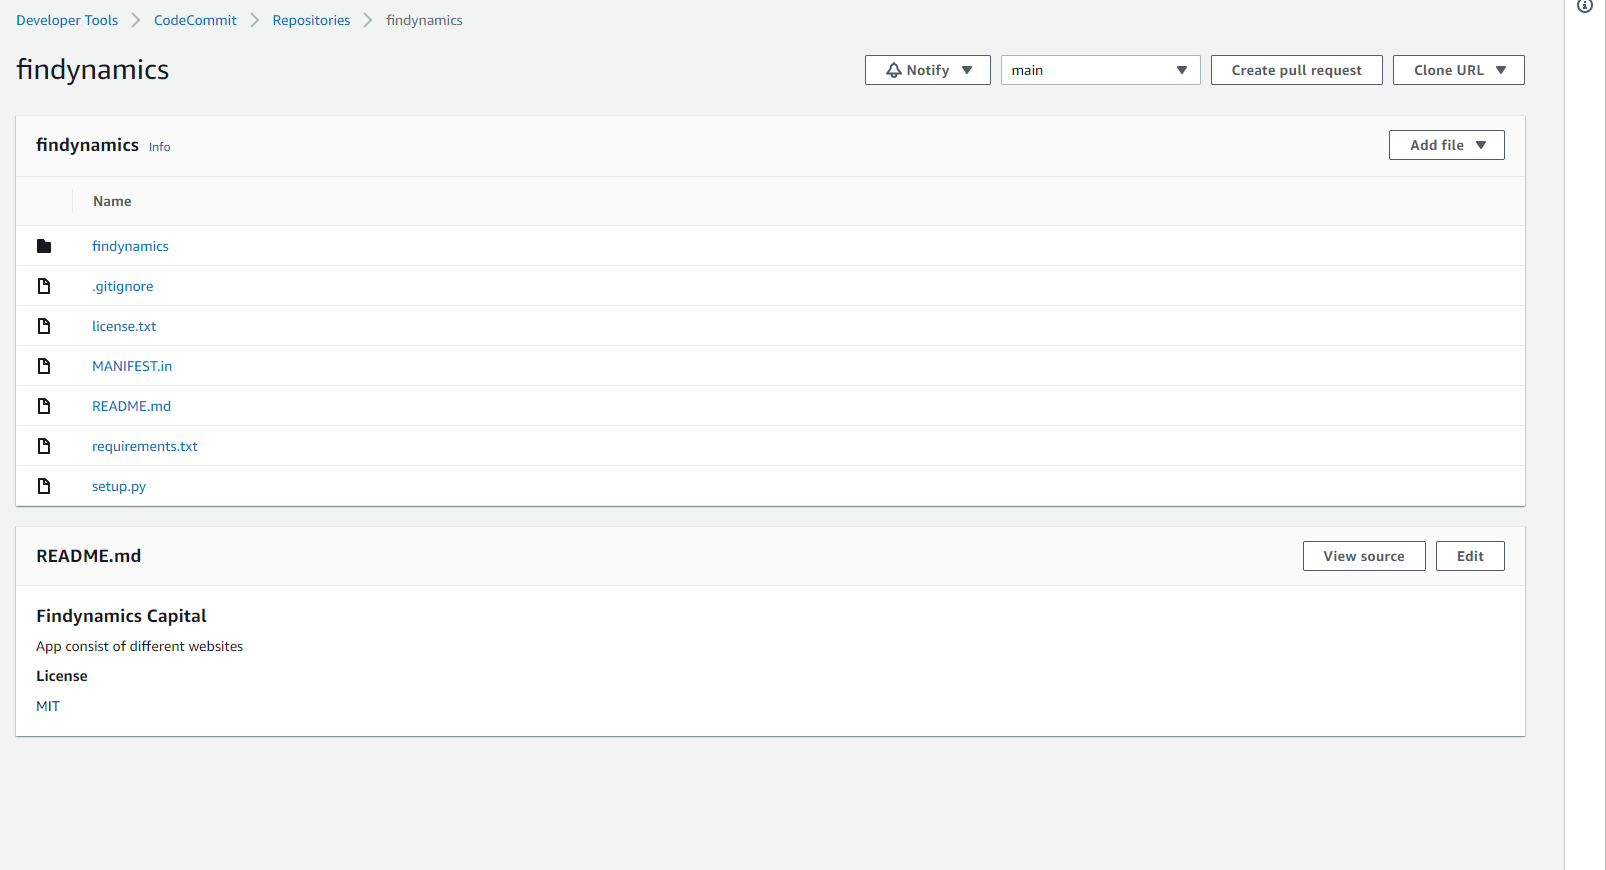 Developer Tools CodeCommit Repositories findynamics
findynamics
Notify main Create pull request Clone URL
findynamics Info
Add file
Name
findynamics
.gitignore
license.txt
MANIFEST.in
README.md
requirements.txt
setup.py
README.md
View source Edit
Findynamics Capital
App consist of different websites
License
MIT